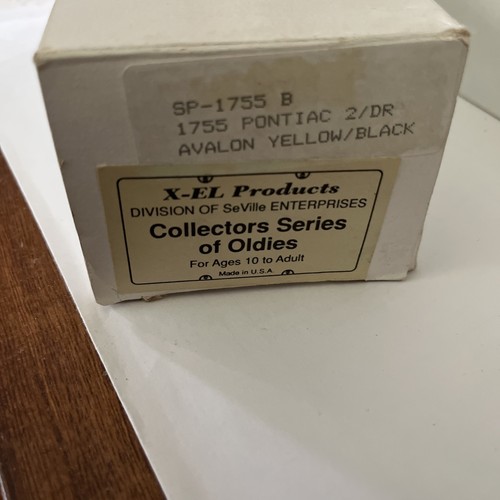 SP-1755 B
1755 PONTIAC 2/DR
AVALON YELLOW/BLACK
X-EL Products
DIVISION OF SeVille ENTERPRISES
Collectors Series
of Oldies
For Ages 10 to Adult
Made in U.S.A.